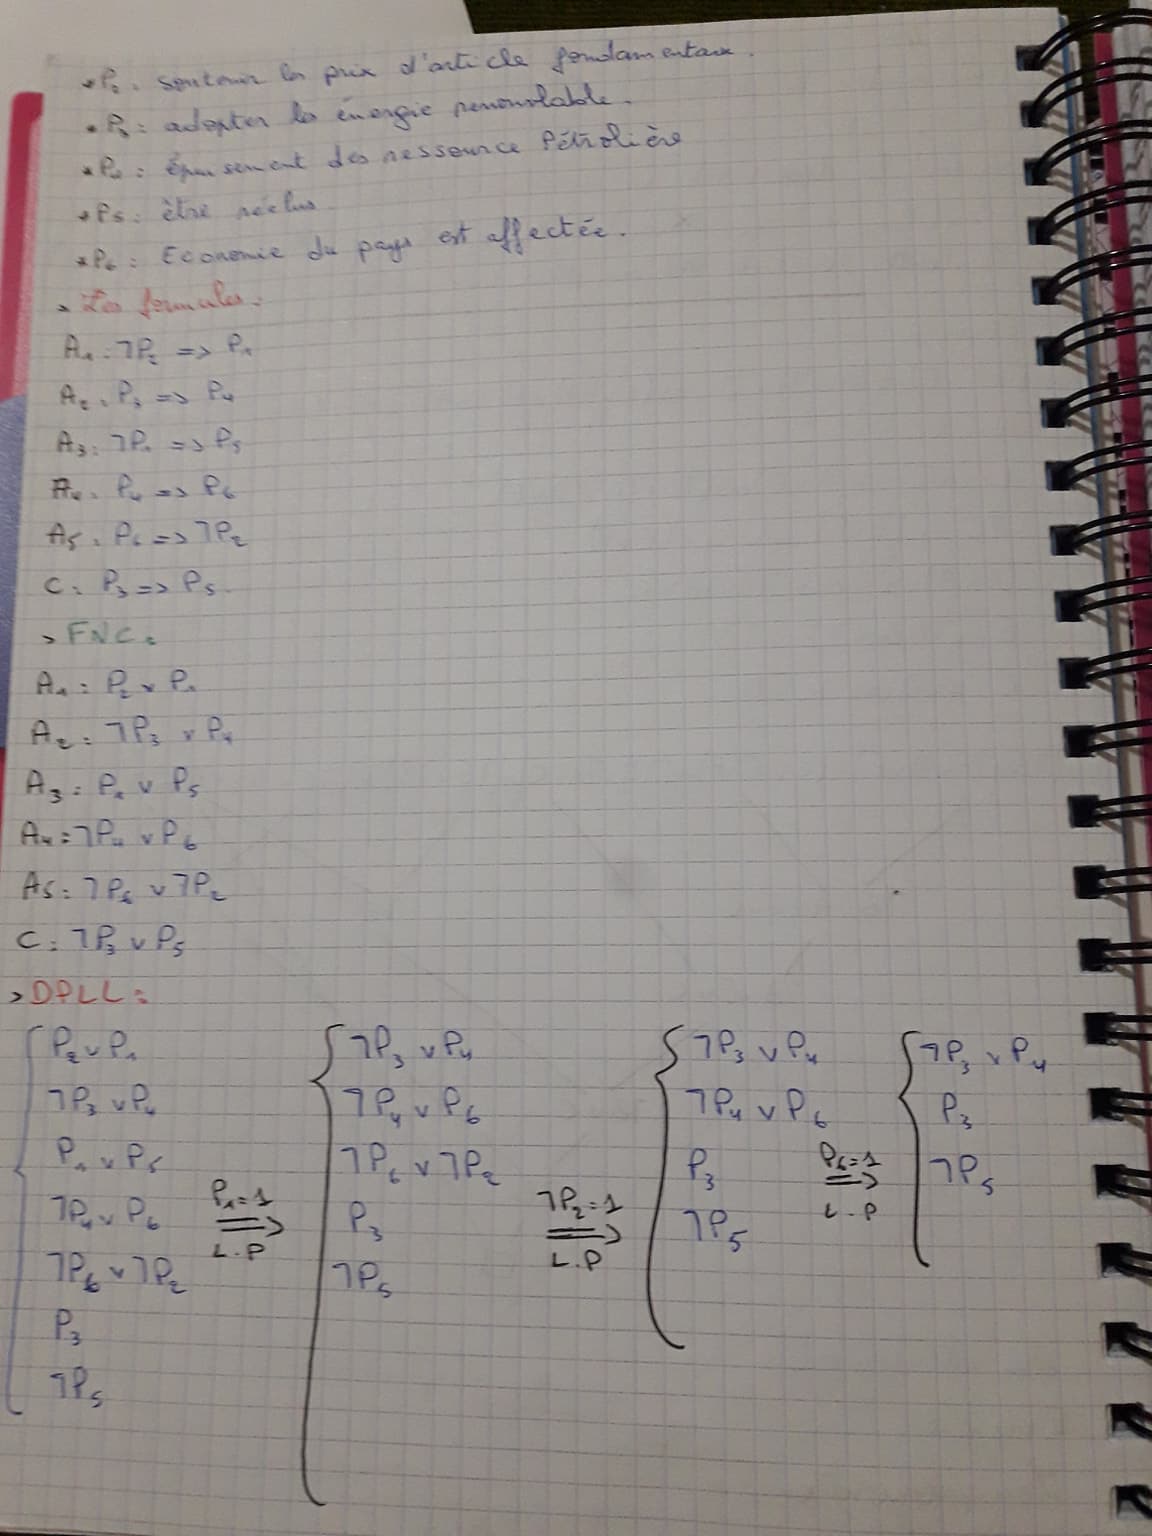 * P₂ : soutenir les prix d'article fondamentaux.
* P₃ : adopter les énergie renouvlable.
* P₄ : épuisement des ressource Pétrolière
* P₅ : être réélus.
* P₆ : Economie du pays est affectée.
> Les formules :
A₁ : ¬P₂ => P₁
A₂ : P₃ => P₄
A₃ : ¬P₁ => P₅
A₄ : P₄ => P₆
A₅ : P₆ => ¬P₂
C : P₃ => P₅.
> FNC :
A₁ : P₂ ∨ P₁
A₂ : ¬P₃ ∨ P₄
A₃ : P₁ ∨ P₅
A₄ : ¬P₄ ∨ P₆
A₅ : ¬P₆ ∨ ¬P₂
C : ¬P₃ ∨ P₅
> DPLL :
P₂ ∨ P₁
¬P₃ ∨ P₄
P₁ ∨ P₅
¬P₄ ∨ P₆
¬P₆ ∨ ¬P₂
P₃
¬P₅
P₁=1
=>
L.P
¬P₃ ∨ P₄
¬P₄ ∨ P₆
¬P₆ ∨ ¬P₂
P₃
¬P₅
¬P₂=1
=>
L.P
¬P₃ ∨ P₄
¬P₄ ∨ P₆
P₃
¬P₅
P₆=1
=>
L.P
¬P₃ ∨ P₄
P₃
¬P₅